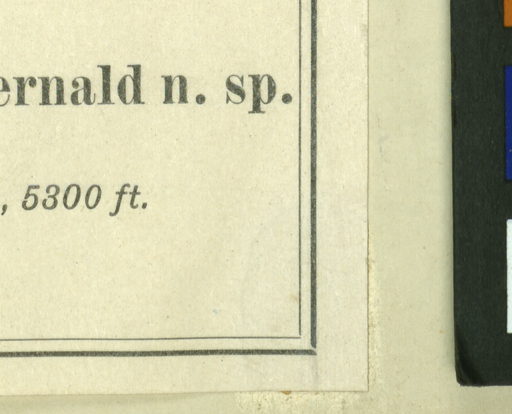 ernald n. sp.
, 5300 ft.